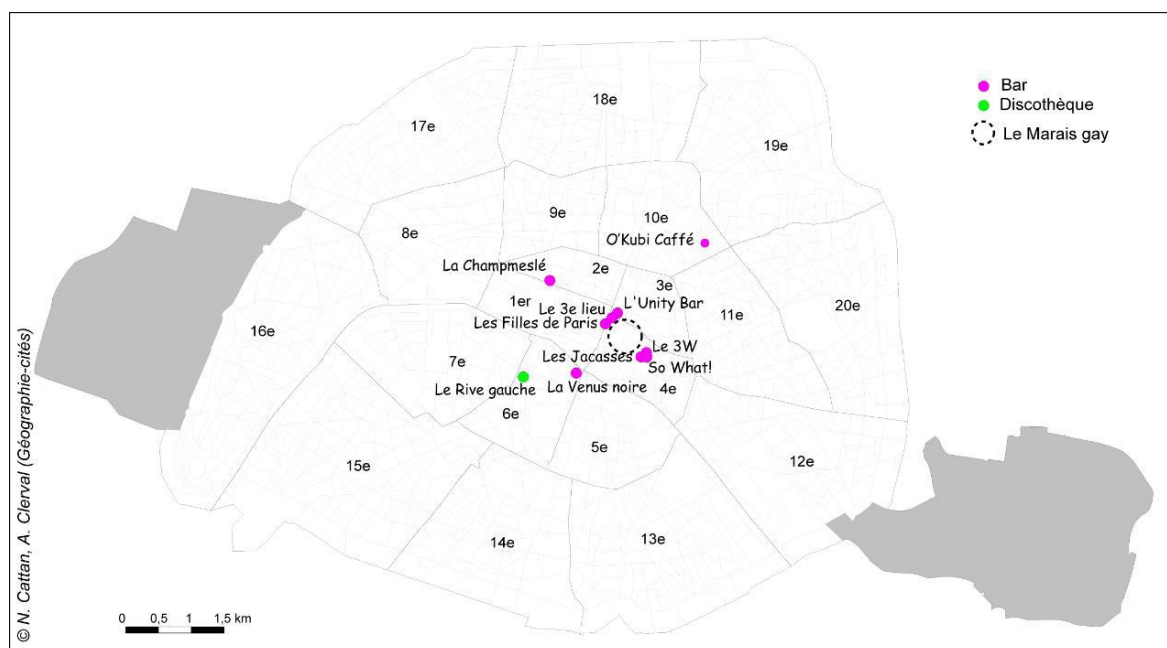 Bar
Discothèque
Le Marais gay
18e
17e
19e
9e
10e
8e
O'Kubi Caffé
La Champmeslé
2e
3e
1er
Le 3e lieu
L'Unity Bar
Les Filles de Paris
11e
20e
16e
7e
Le 3W
Les Jacasses
So What!
Le Rive gauche
La Venus noire
4e
6e
5e
12e
15e
14e
13e
0 0,5 1 1,5 km
© N. Cattan, A. Clerval (Géographie-cités)